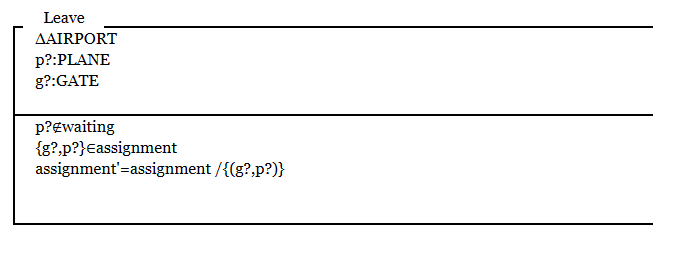 Leave
ΔAIRPORT
p?:PLANE
g?:GATE
p?∉waiting
{g?,p?}∈assignment
assignment'=assignment /{(g?,p?)}